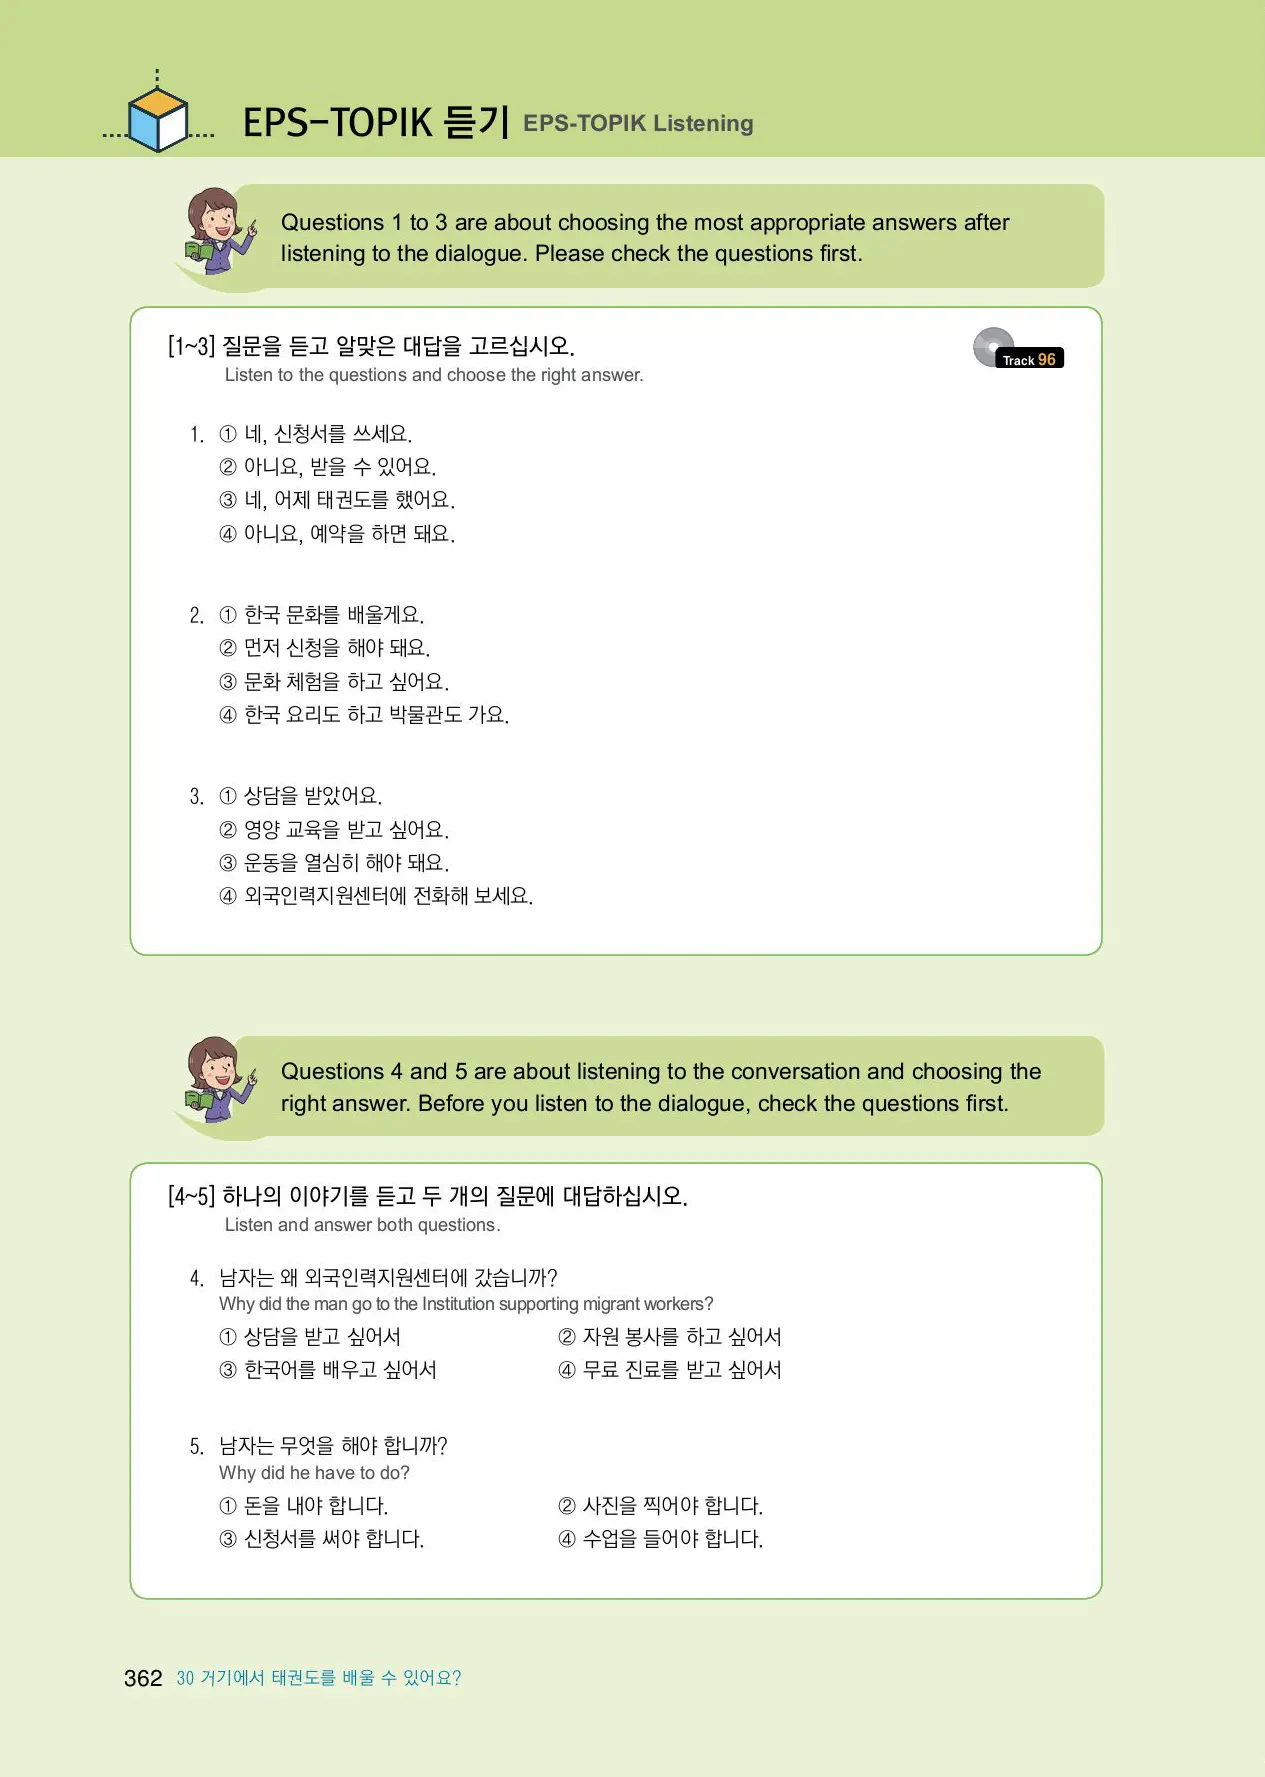 EPS-TOPIK 듣기 EPS-TOPIK Listening
Questions 1 to 3 are about choosing the most appropriate answers after
listening to the dialogue. Please check the questions first.
[1~3] 질문을 듣고 알맞은 대답을 고르십시오.
Track 96
Listen to the questions and choose the right answer.
1. ① 네, 신청서를 쓰세요.
② 아니요, 받을 수 있어요.
③ 네, 어제 태권도를 했어요.
④ 아니요, 예약을 하면 돼요.
2. ① 한국 문화를 배울게요.
② 먼저 신청을 해야 돼요.
③ 문화 체험을 하고 싶어요.
④ 한국 요리도 하고 박물관도 가요.
3. ① 상담을 받았어요.
② 영양 교육을 받고 싶어요.
③ 운동을 열심히 해야 돼요.
④ 외국인력지원센터에 전화해 보세요.
Questions 4 and 5 are about listening to the conversation and choosing the
right answer. Before you listen to the dialogue, check the questions first.
[4~5] 하나의 이야기를 듣고 두 개의 질문에 대답하십시오.
Listen and answer both questions.
4. 남자는 왜 외국인력지원센터에 갔습니까?
Why did the man go to the Institution supporting migrant workers?
① 상담을 받고 싶어서 ② 자원 봉사를 하고 싶어서
③ 한국어를 배우고 싶어서 ④ 무료 진료를 받고 싶어서
5. 남자는 무엇을 해야 합니까?
Why did he have to do?
① 돈을 내야 합니다. ② 사진을 찍어야 합니다.
③ 신청서를 써야 합니다. ④ 수업을 들어야 합니다.
362 30 거기에서 태권도를 배울 수 있어요?